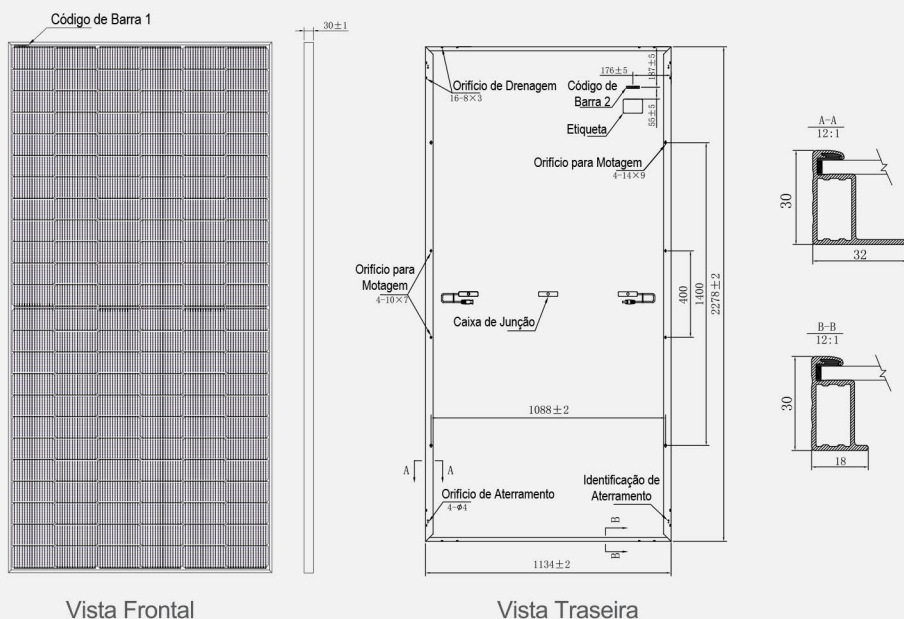 Código de Barra 1
30±1
Orifício de Drenagem
16-8×3
176±5
187±5
Código de
Barra 2
Etiqueta
55±5
Orifício para Motagem
4-14×9
Orifício para
Motagem
4-10×7
Caixa de Junção
400
1400
2278±2
1088±2
A A
Orifício de Aterramento
4-ø4
Identificação de
Aterramento
B
B
1134±2
A-A
12:1
30
32
B-B
12:1
30
18
Vista Frontal
Vista Traseira